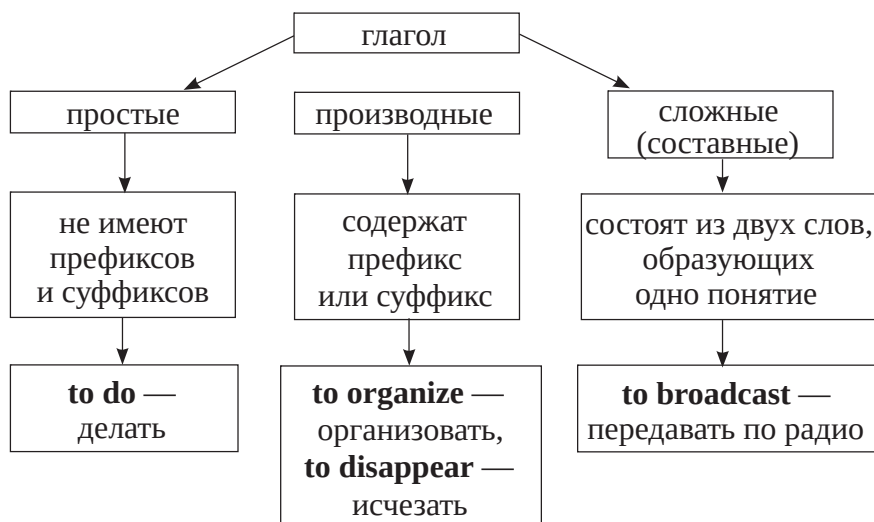 глагол
простые
производные
сложные
(составные)
не имеют
префиксов
и суффиксов
содержат
префикс
или суффикс
состоят из двух слов,
образующих
одно понятие
to do —
делать
to organize —
организовать,
to disappear —
исчезать
to broadcast —
передавать по радио